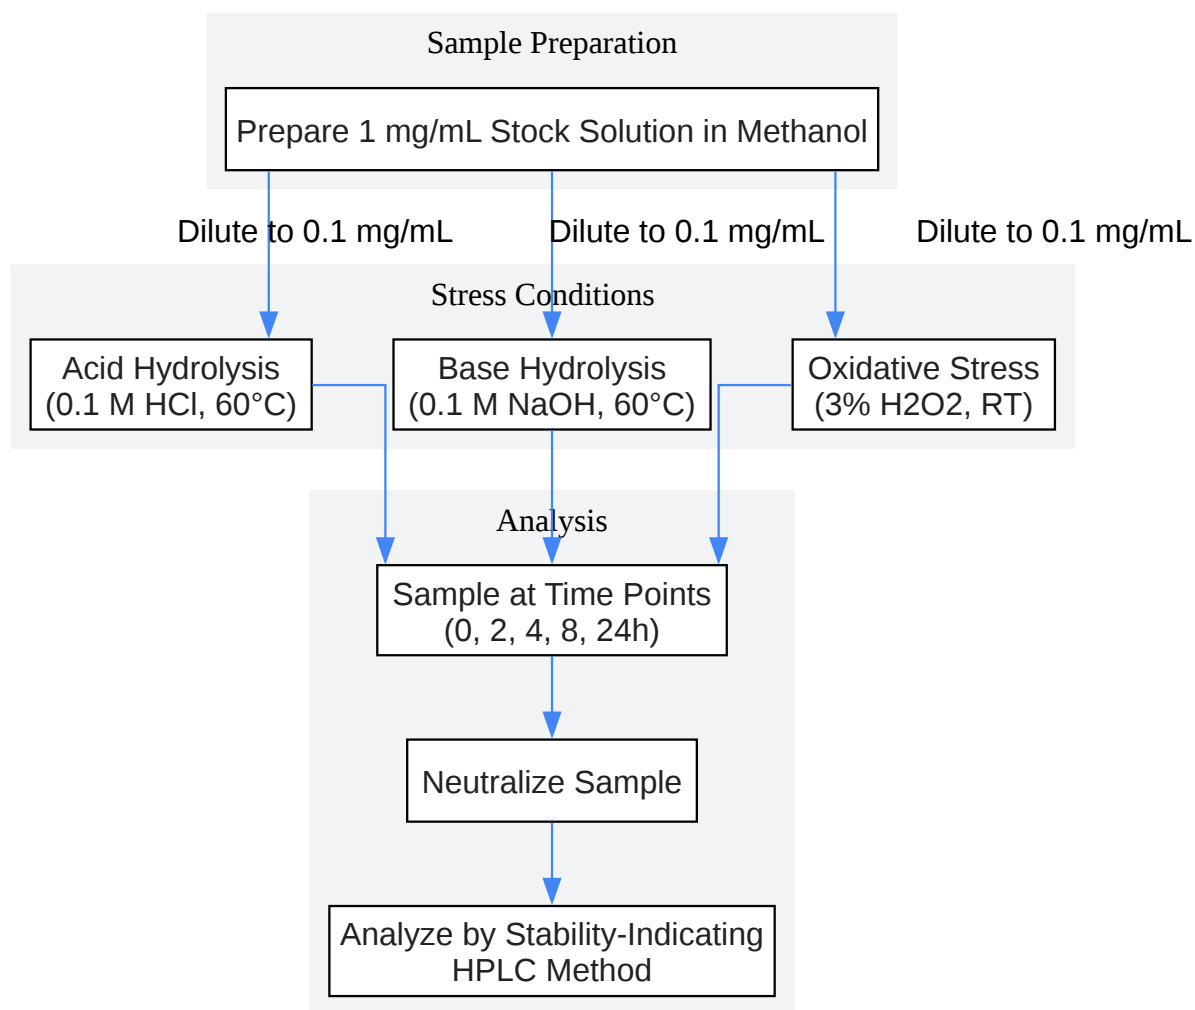 Sample Preparation
Prepare 1 mg/mL Stock Solution in Methanol
Dilute to 0.1 mg/mL
Dilute to 0.1 mg/mL
Dilute to 0.1 mg/mL
Stress Conditions
Acid Hydrolysis
(0.1 M HCl, 60°C)
Base Hydrolysis
(0.1 M NaOH, 60°C)
Oxidative Stress
(3% H2O2, RT)
Analysis
Sample at Time Points
(0, 2, 4, 8, 24h)
Neutralize Sample
Analyze by Stability-Indicating
HPLC Method